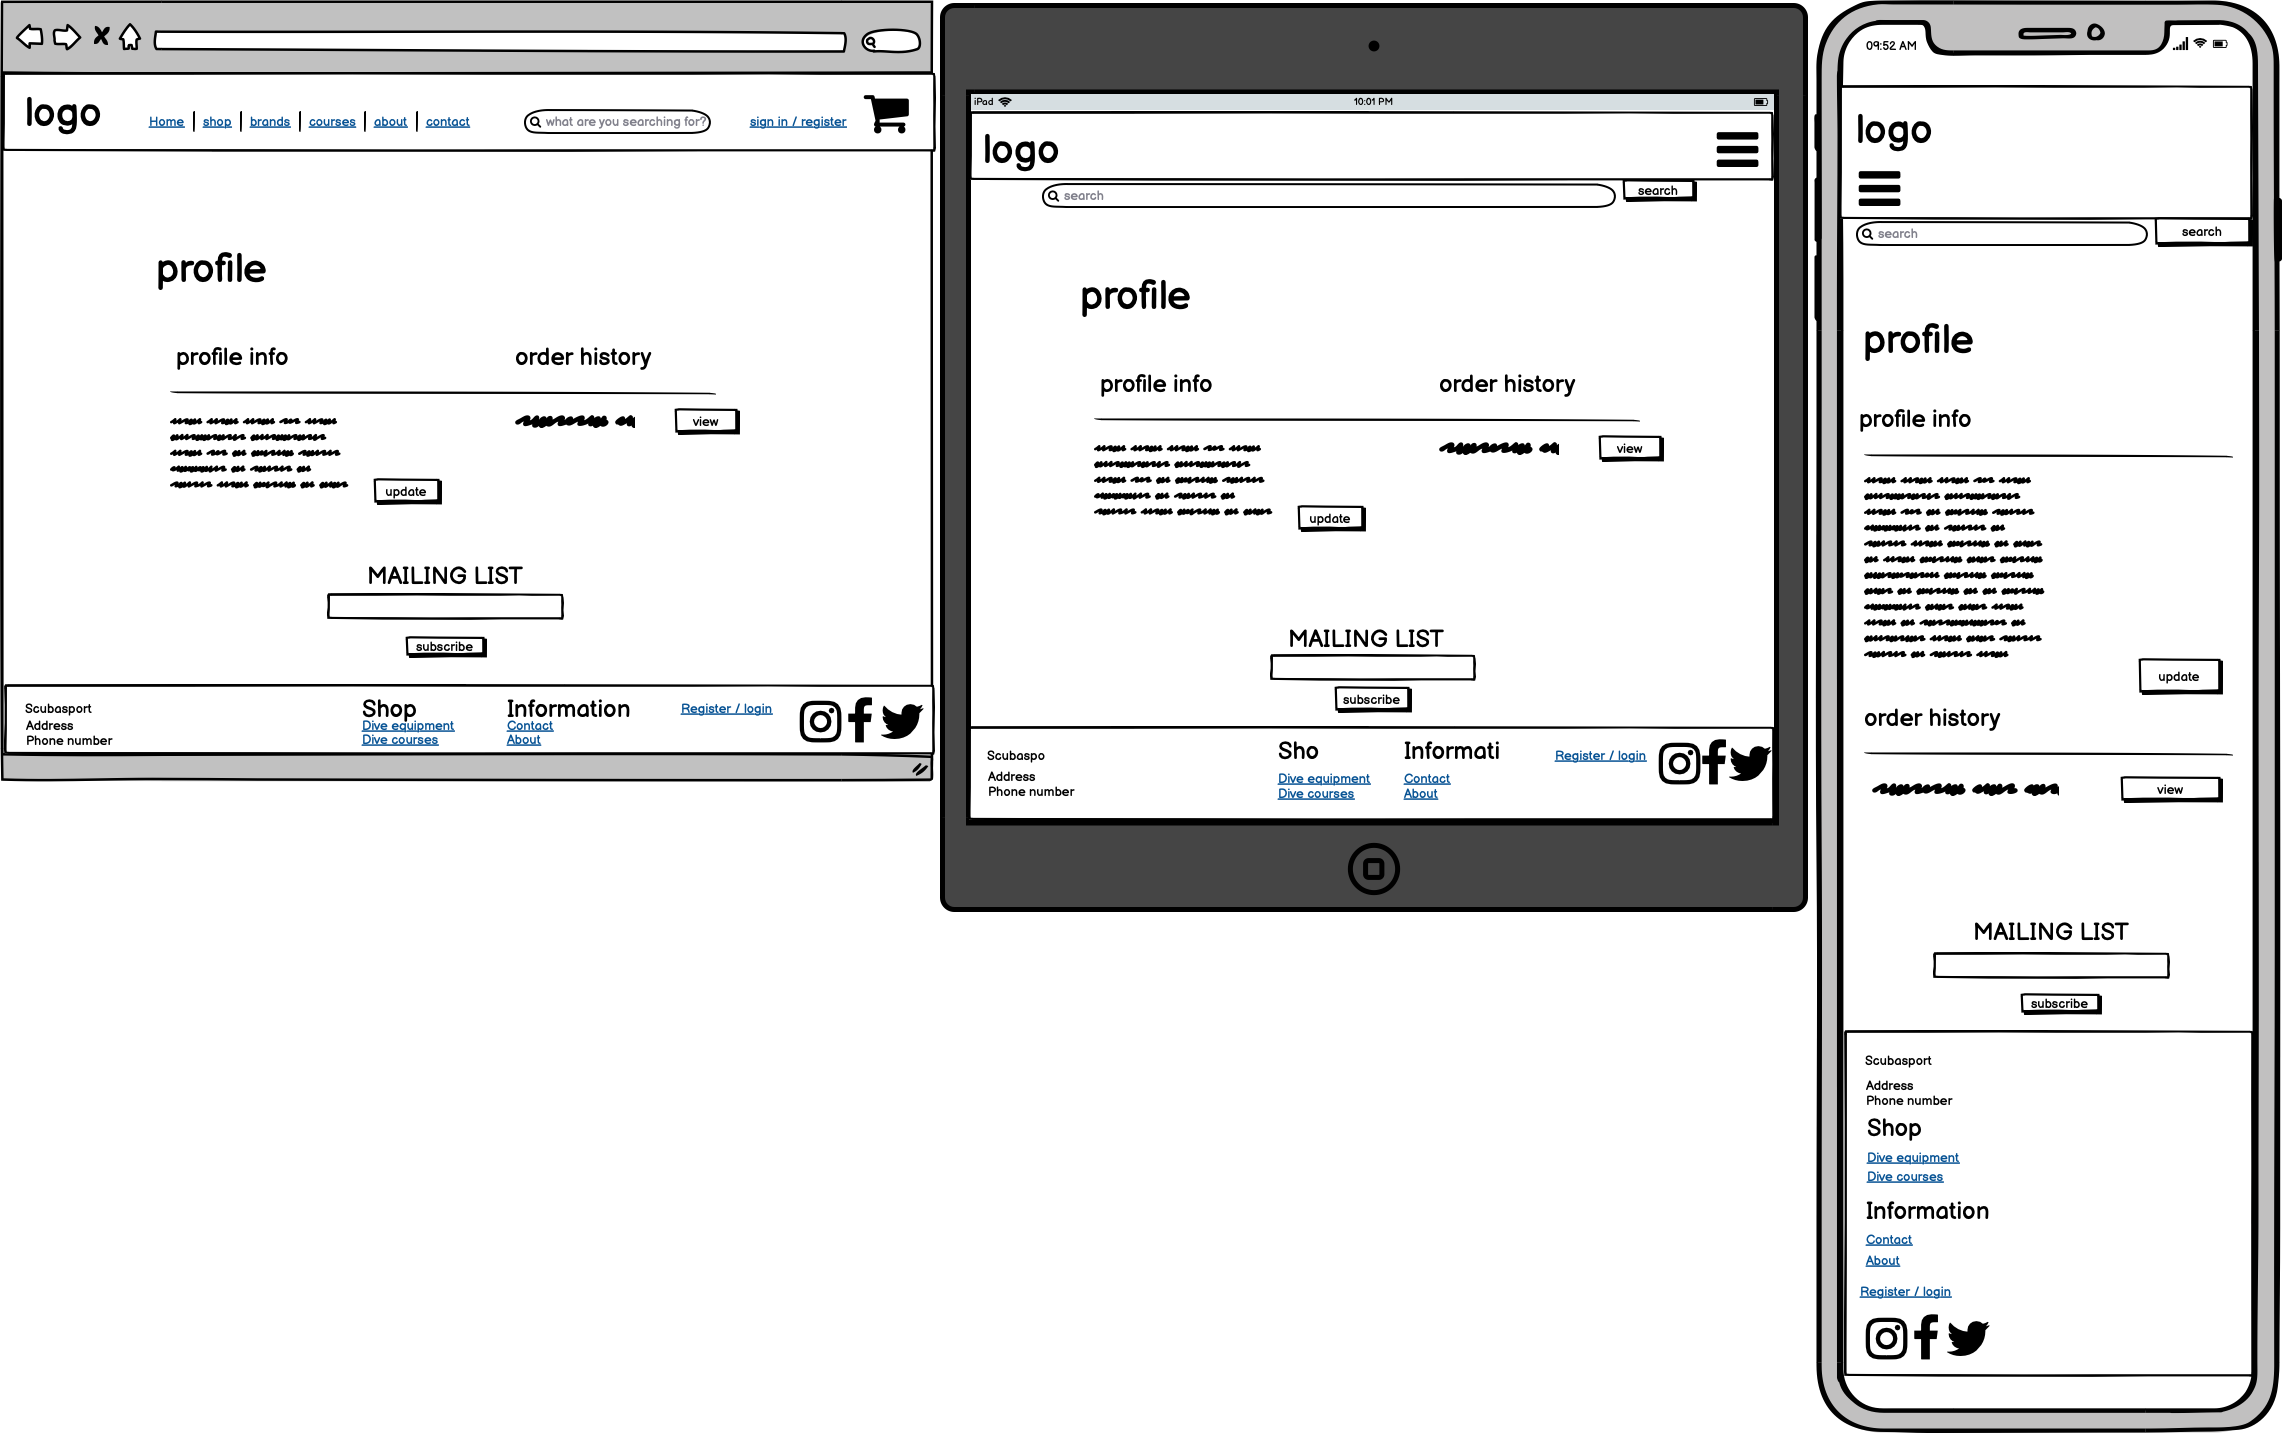 logo
Home | shop | brands | courses | about | contact
what are you searching for?
sign in / register
profile
profile info
order history
view
update
MAILING LIST
subscribe
Scubasport
Address
Phone number
Shop
Dive equipment
Dive courses
Information
Contact
About
Register / login
iPad
10:01 PM
logo
search
search
profile
profile info
order history
view
update
MAILING LIST
subscribe
Scubaspo
Address
Phone number
Sho
Dive equipment
Dive courses
Informati
Contact
About
Register / login
09:52 AM
logo
search
search
profile
profile info
update
order history
view
MAILING LIST
subscribe
Scubasport
Address
Phone number
Shop
Dive equipment
Dive courses
Information
Contact
About
Register / login